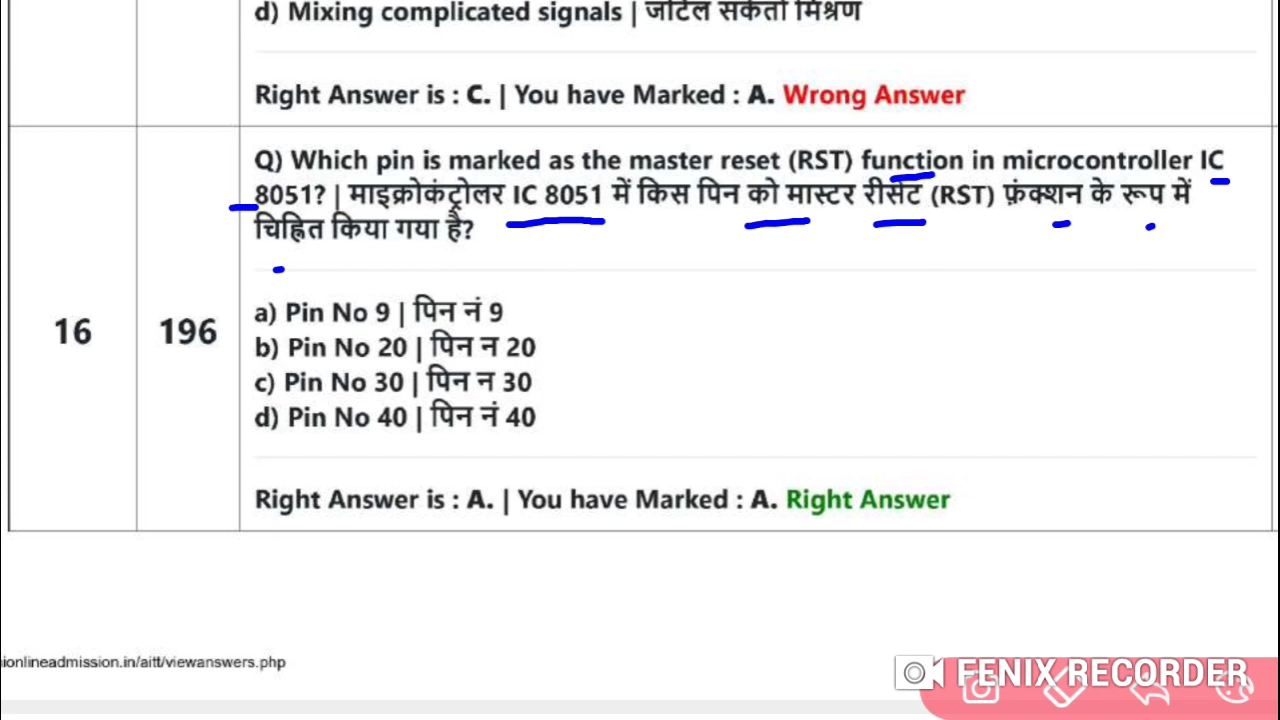 d) Mixing complicated signals | जटिल संकेतों मिश्रण
Right Answer is : C. | You have Marked : A. Wrong Answer
Q) Which pin is marked as the master reset (RST) function in microcontroller IC
8051? | माइक्रोकंट्रोलर IC 8051 में किस पिन को मास्टर रीसेट (RST) फ़ंक्शन के रूप में
चिह्नित किया गया है?
16
196
a) Pin No 9 | पिन नं 9
b) Pin No 20 | पिन न 20
c) Pin No 30 | पिन न 30
d) Pin No 40 | पिन नं 40
Right Answer is : A. | You have Marked : A. Right Answer
ionlineadmission.in/aitt/viewanswers.php
FENIX RECORDER